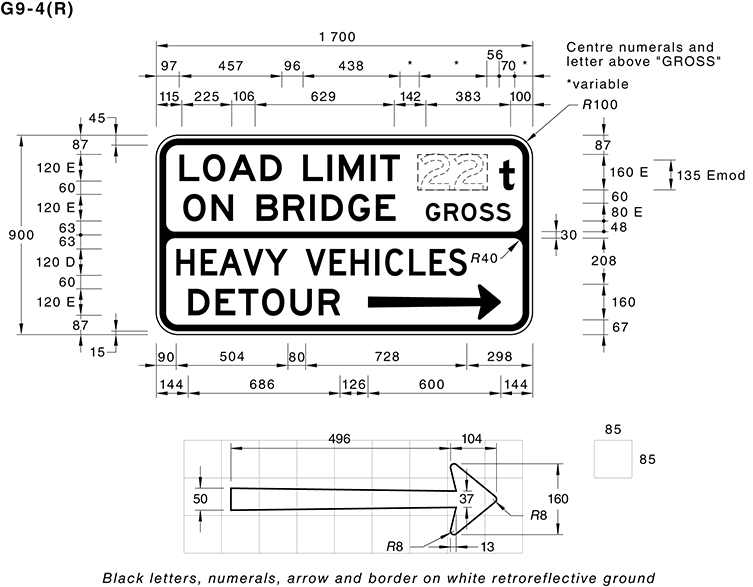 G9-4(R)
1 700
56
97 457 96 438 * * 70 *
115 225 106 629 142 383 100
Centre numerals and
letter above "GROSS"
*variable
R100
45
87
120 E
60
120 E
63
900
63
120 D
60
120 E
87
15
LOAD LIMIT 22 t
ON BRIDGE GROSS
HEAVY VEHICLES R40
DETOUR
87
160 E 135 Emod
60
80 E
48
30
208
160
67
90 504 80 728 298
144 686 126 600 144
496 104
50 37 160
R8
R8 13
85
85
Black letters, numerals, arrow and border on white retroreflective ground